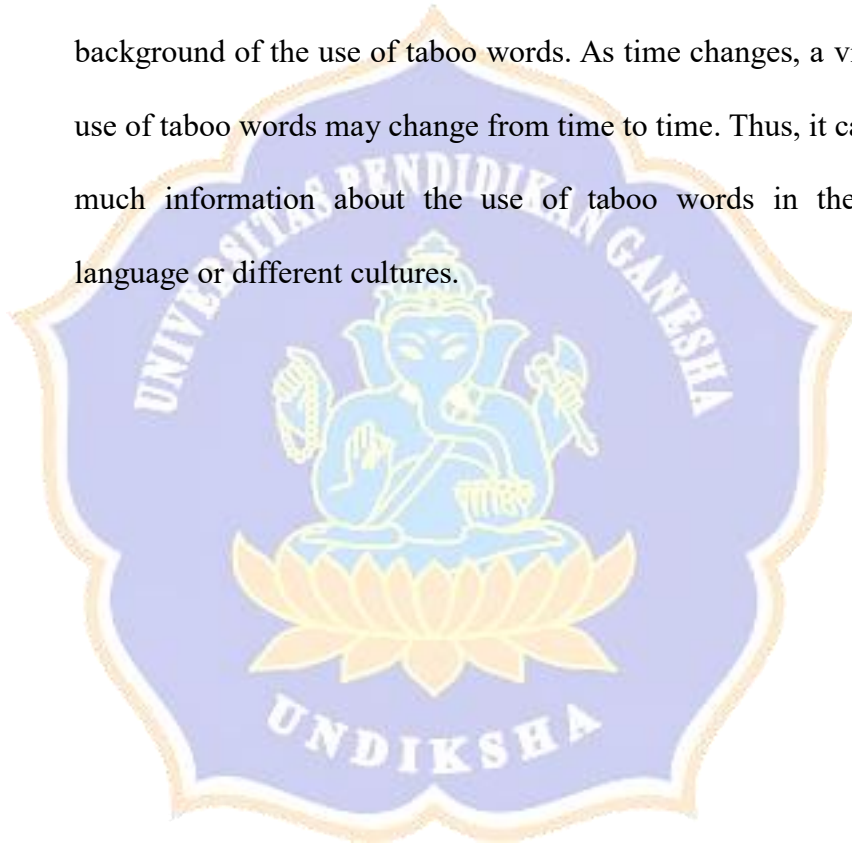 background of the use of taboo words. As time changes, a
use of taboo words may change from time to time. Thus, it
much information about the use of taboo words in the
language or different cultures.
UNIVERSITAS PENDIDIKAN GANESHA
UNDIKSHA